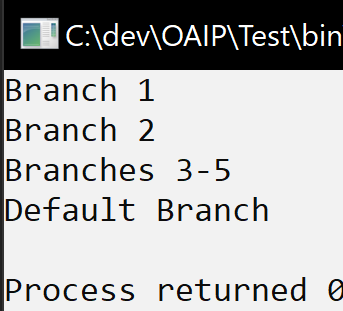 C:\dev\OAIP\Test\bin
Branch 1
Branch 2
Branches 3-5
Default Branch
Process returned 0